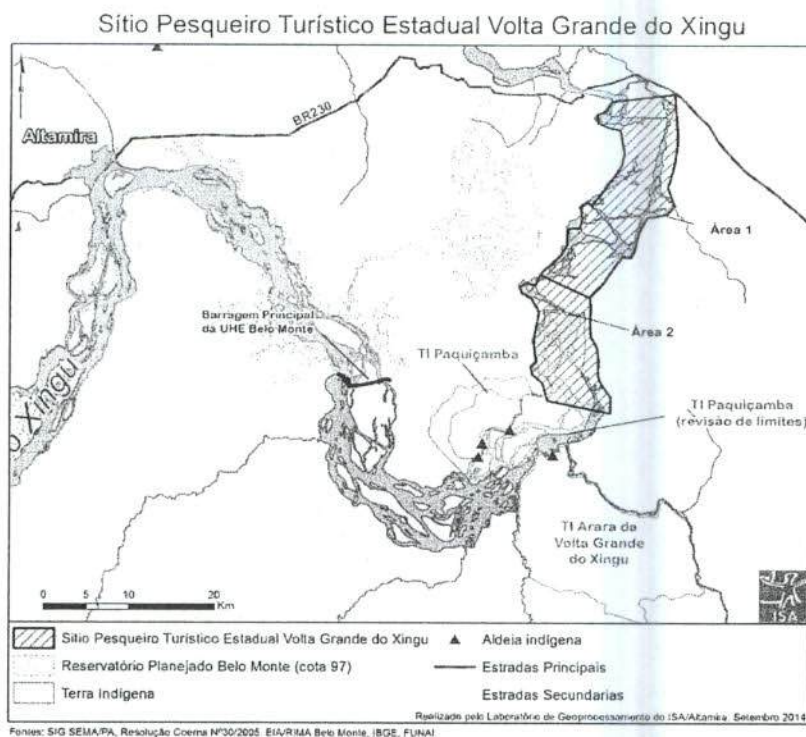 Sítio Pesqueiro Turístico Estadual Volta Grande do Xingu
BR230
Altamira
Área 1
Barragem Principal
da UHE Belo Monte
Área 2
TI Paquiçamba
o Xingu
TI Paquiçamba
(revisão de limites)
TI Arara da
Volta Grande
do Xingu
0 5 10 20
Km
ISA
Sítio Pesqueiro Turístico Estadual Volta Grande do Xingu
Aldeia indígena
Reservatório Planejado Belo Monte (cota 97)
Estradas Principais
Terra Indígena
Estradas Secundarias
Realizado pelo Laboratório de Geoprocessamento do ISA/Altamira. Setembro 2014
Fontes: SIG SEMA/PA, Resolução Coema Nº30/2005, EIA/RIMA Belo Monte, IBGE, FUNAI